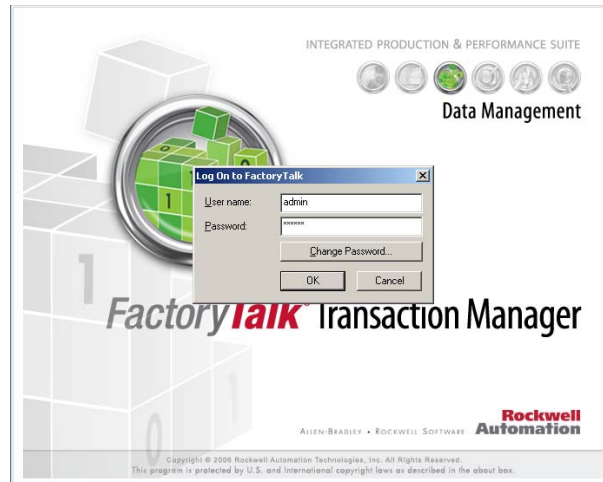 INTEGRATED PRODUCTION & PERFORMANCE SUITE
Data Management
Log On to FactoryTalk
User name:
admin
Password:
******
Change Password...
OK
Cancel
FactoryTalk® Transaction Manager
ALLEN-BRADLEY • ROCKWELL SOFTWARE
Rockwell
Automation
Copyright © 2006 Rockwell Automation Technologies, Inc. All Rights Reserved.
This program is protected by U.S. and International copyright laws as described in the about box.